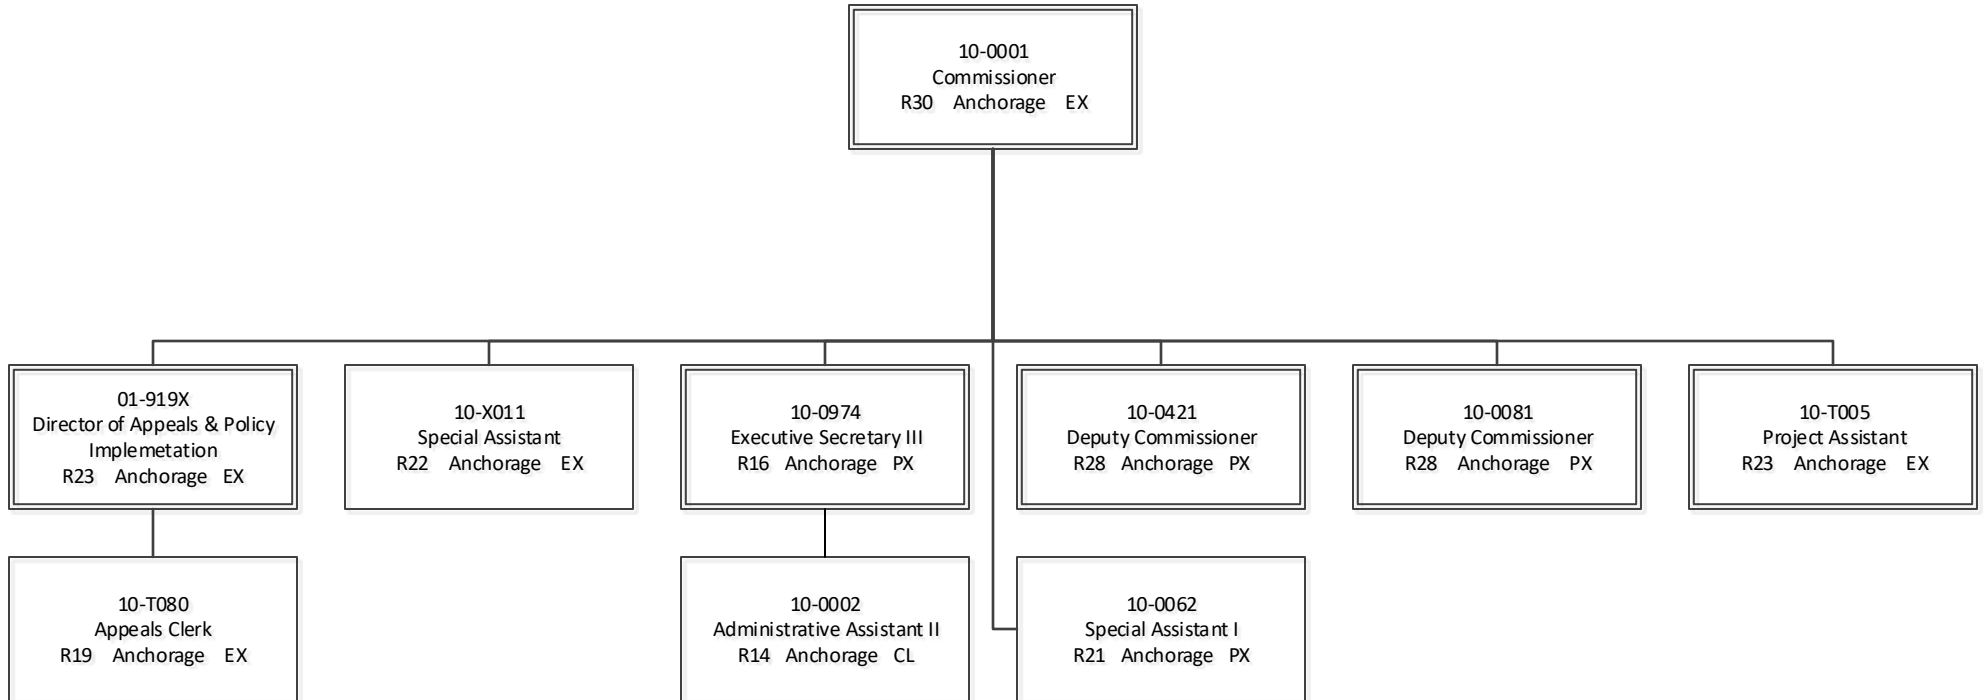 10-0001
Commissioner
R30 Anchorage EX
01-919X
Director of Appeals & Policy
Implemetation
R23 Anchorage EX
10-X011
Special Assistant
R22 Anchorage EX
10-0974
Executive Secretary III
R16 Anchorage PX
10-0421
Deputy Commissioner
R28 Anchorage PX
10-0081
Deputy Commissioner
R28 Anchorage PX
10-T005
Project Assistant
R23 Anchorage EX
10-T080
Appeals Clerk
R19 Anchorage EX
10-0002
Administrative Assistant II
R14 Anchorage CL
10-0062
Special Assistant I
R21 Anchorage PX